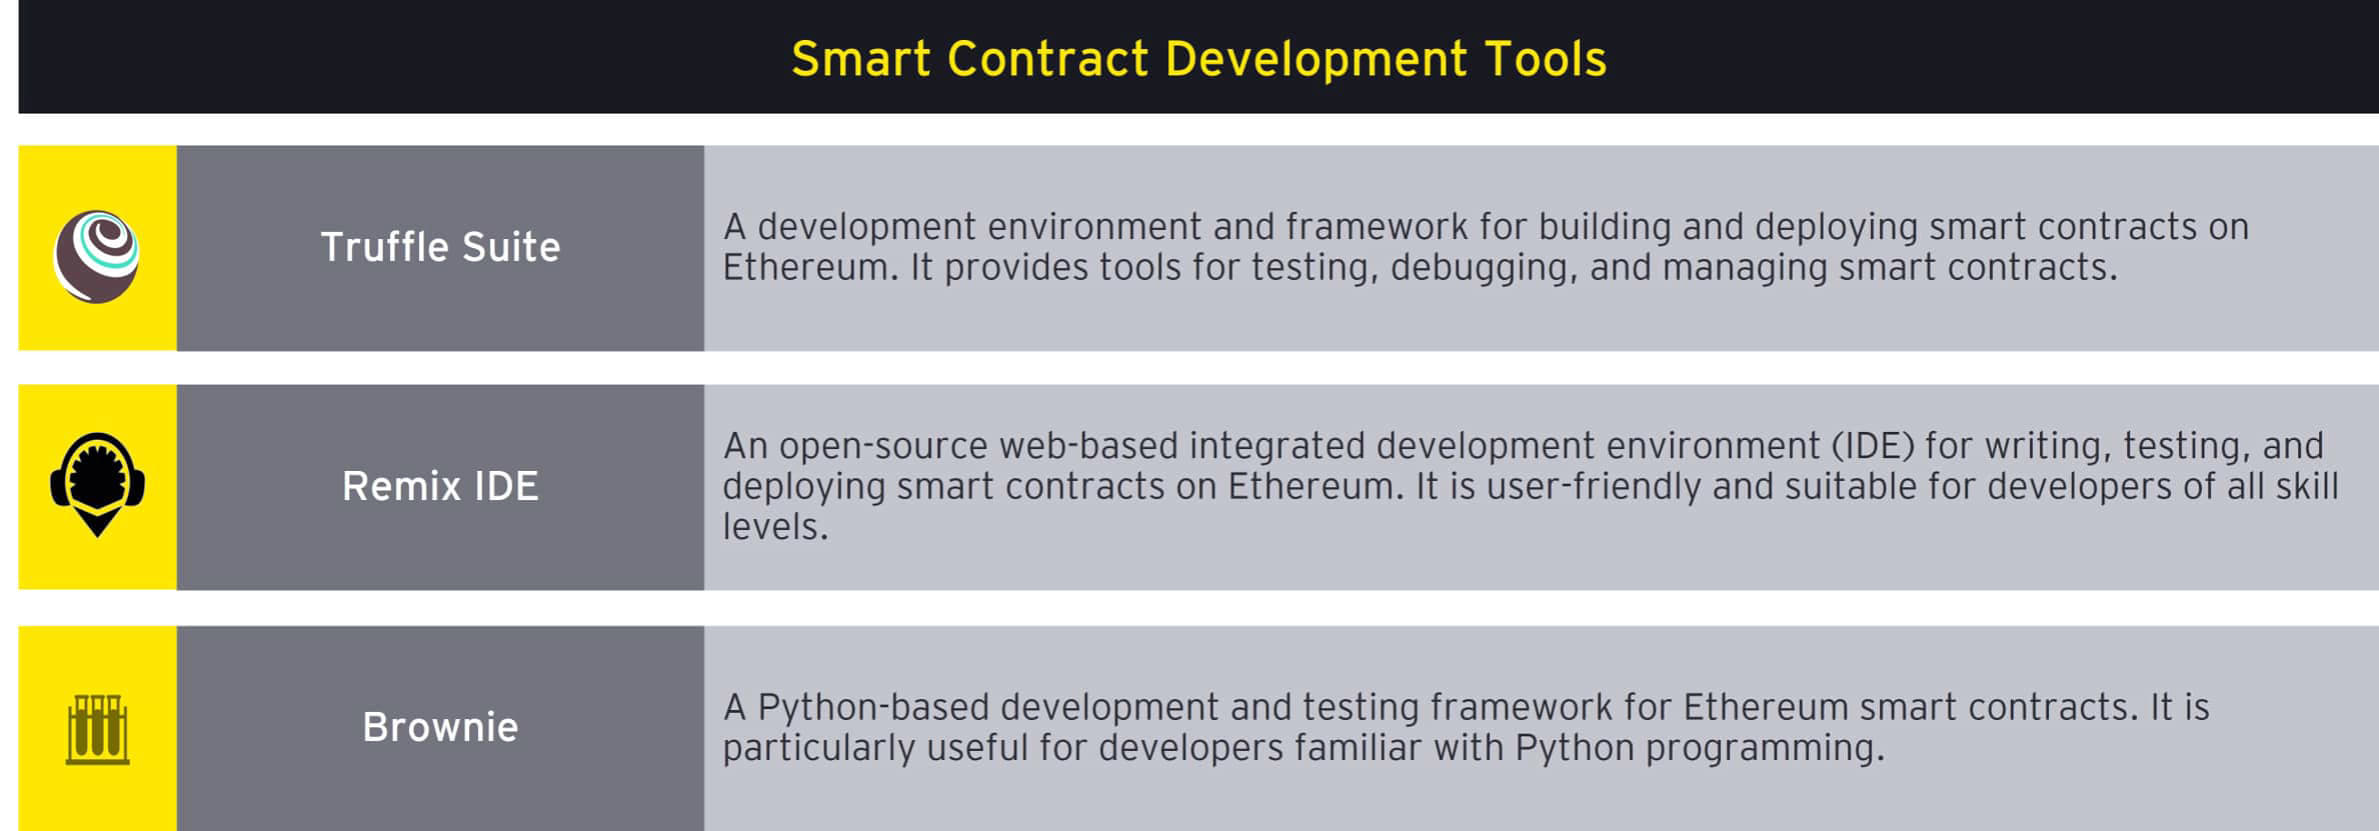 Smart Contract Development Tools
Truffle Suite
A development environment and framework for building and deploying smart contracts on
Ethereum. It provides tools for testing, debugging, and managing smart contracts.
Remix IDE
An open-source web-based integrated development environment (IDE) for writing, testing, and
deploying smart contracts on Ethereum. It is user-friendly and suitable for developers of all skill
levels.
Brownie
A Python-based development and testing framework for Ethereum smart contracts. It is
particularly useful for developers familiar with Python programming.